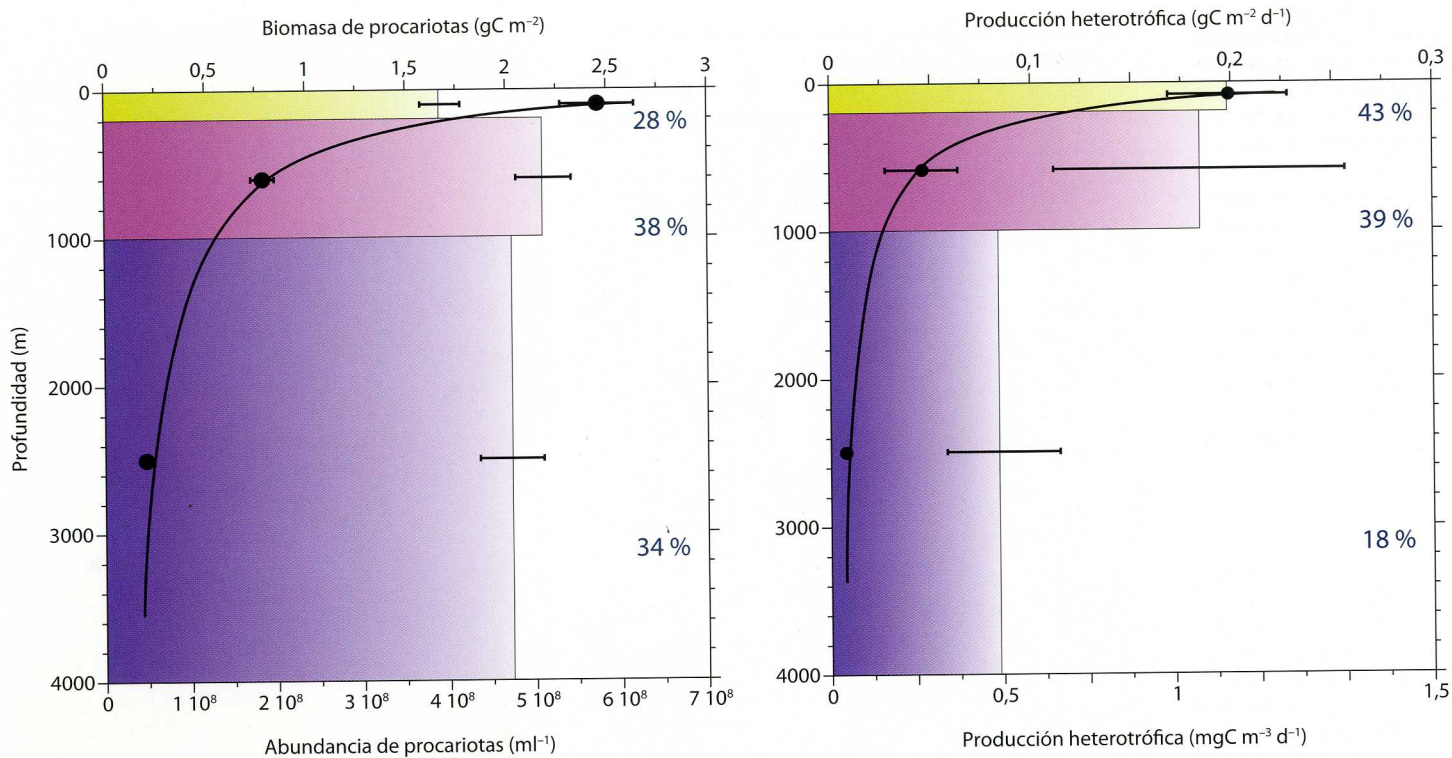 Biomasa de procariotas (gC m⁻²)
0 0,5 1 1,5 2 2,5 3
0
1000
2000
3000
4000
Profundidad (m)
28 %
38 %
34 %
0 1 10⁸ 2 10⁸ 3 10⁸ 4 10⁸ 5 10⁸ 6 10⁸ 7 10⁸
Abundancia de procariotas (ml⁻¹)
Producción heterotrófica (gC m⁻² d⁻¹)
0 0,1 0,2 0,3
0
1000
2000
3000
4000
43 %
39 %
18 %
0 0,5 1 1,5
Producción heterotrófica (mgC m⁻³ d⁻¹)